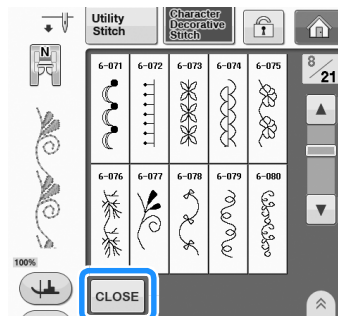 Utility
Stitch
Character
Decorative
Stitch
N
8/21
6-071 6-072 6-073 6-074 6-075
6-076 6-077 6-078 6-079 6-080
100%
CLOSE